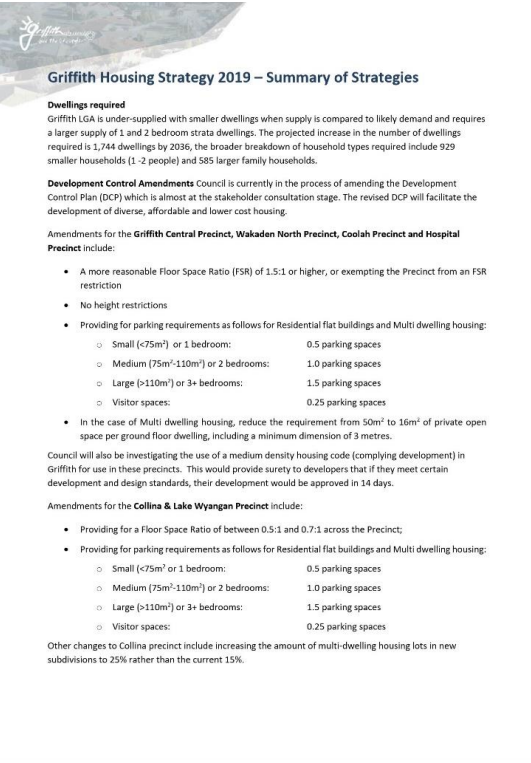 Griffith
Griffith Housing Strategy 2019 – Summary of Strategies
Dwellings required
Griffith LGA is under-supplied with smaller dwellings when supply is compared to likely demand and requires
a larger supply of 1 and 2 bedroom strata dwellings. The projected increase in the number of dwellings
required is 1,744 dwellings by 2036, the broader breakdown of household types required include 929
smaller households (1 -2 people) and 585 larger family households.
Development Control Amendments Council is currently in the process of amending the Development
Control Plan (DCP) which is almost at the stakeholder consultation stage. The revised DCP will facilitate the
development of diverse, affordable and lower cost housing.
Amendments for the Griffith Central Precinct, Wakaden North Precinct, Coolah Precinct and Hospital
Precinct include:
• A more reasonable Floor Space Ratio (FSR) of 1.5:1 or higher, or exempting the Precinct from an FSR
restriction
• No height restrictions
• Providing for parking requirements as follows for Residential flat buildings and Multi dwelling housing:
o Small (<75m²) or 1 bedroom: 0.5 parking spaces
o Medium (75m²-110m²) or 2 bedrooms: 1.0 parking spaces
o Large (>110m²) or 3+ bedrooms: 1.5 parking spaces
o Visitor spaces: 0.25 parking spaces
• In the case of Multi dwelling housing, reduce the requirement from 50m² to 16m² of private open
space per ground floor dwelling, including a minimum dimension of 3 metres.
Council will also be investigating the use of a medium density housing code (complying development) in
Griffith for use in these precincts. This would provide surety to developers that if they meet certain
development and design standards, their development would be approved in 14 days.
Amendments for the Collina & Lake Wyangan Precinct include:
• Providing for a Floor Space Ratio of between 0.5:1 and 0.7:1 across the Precinct;
• Providing for parking requirements as follows for Residential flat buildings and Multi dwelling housing:
o Small (<75m² or 1 bedroom: 0.5 parking spaces
o Medium (75m²-110m²) or 2 bedrooms: 1.0 parking spaces
o Large (>110m²) or 3+ bedrooms: 1.5 parking spaces
o Visitor spaces: 0.25 parking spaces
Other changes to Collina precinct include increasing the amount of multi-dwelling housing lots in new
subdivisions to 25% rather than the current 15%.